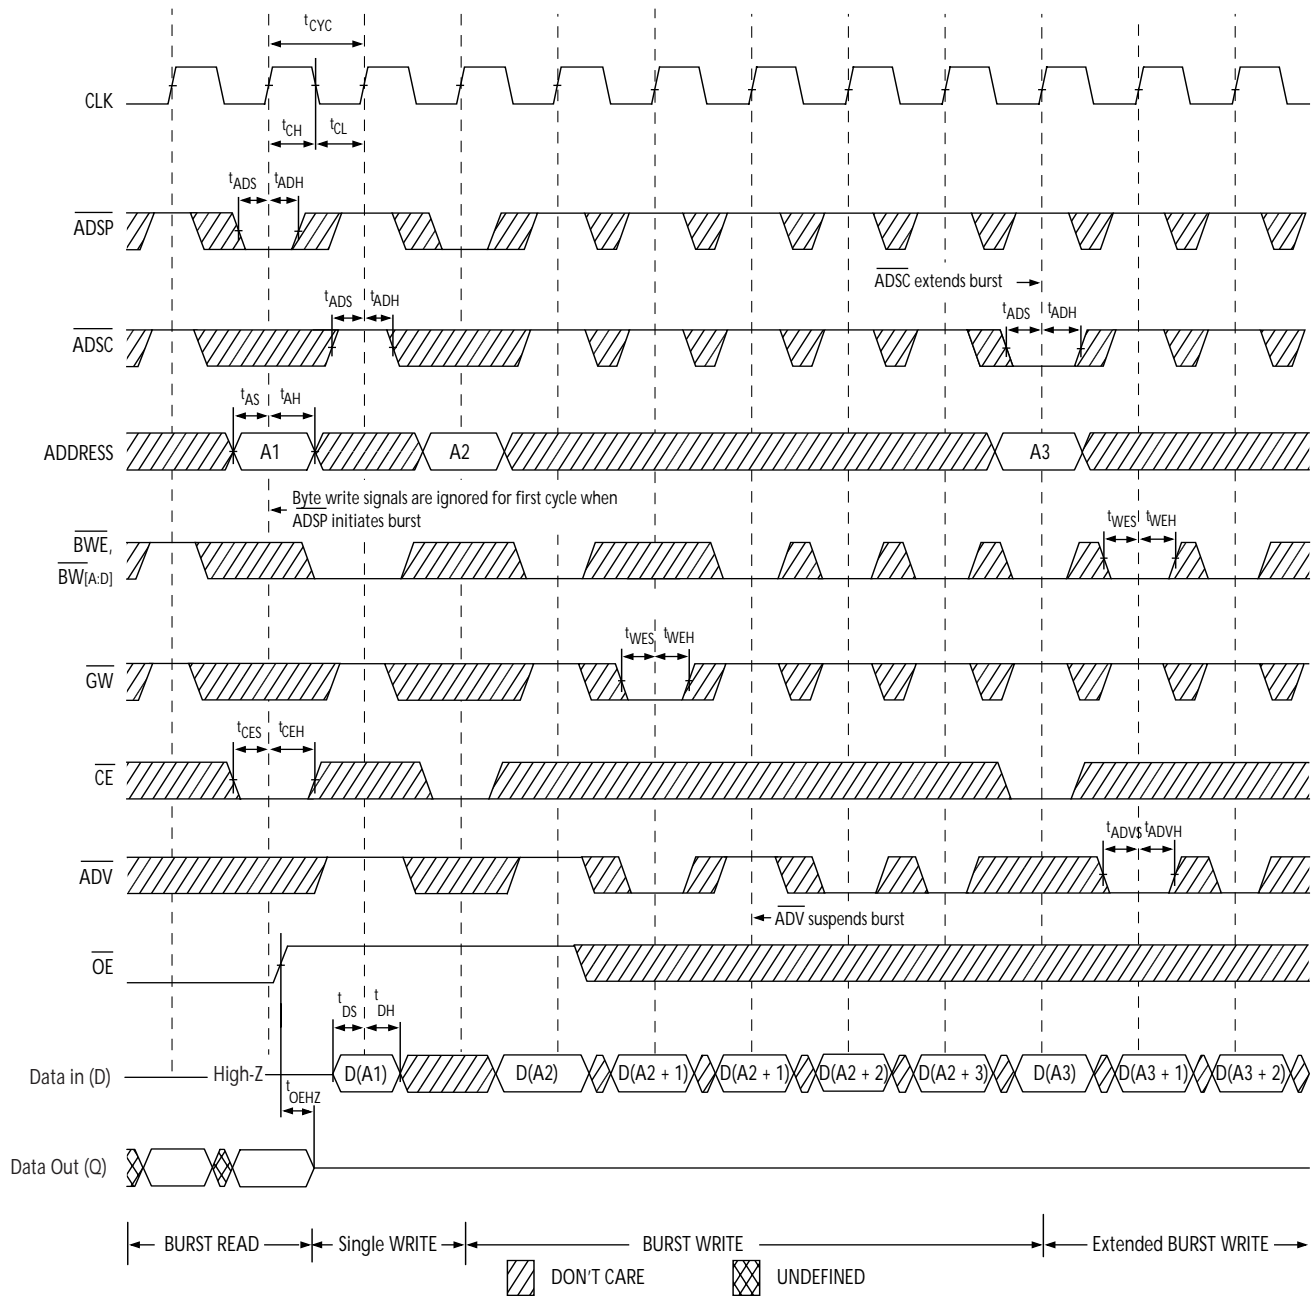 tCYC
CLK
tCH
tCL
tADS
tADH
ADSP
ADSC extends burst
tADS
tADH
tADS
tADH
ADSC
tAS
tAH
ADDRESS
A1
A2
A3
Byte write signals are ignored for first cycle when
ADSP initiates burst
BWE,
BW[A:D]
tWES
tWEH
tWES
tWEH
GW
tCES
tCEH
CE
tADVS
tADVH
ADV
ADV suspends burst
OE
tDS
tDH
Data in (D)
High-Z
D(A1)
D(A2)
D(A2 + 1)
D(A2 + 1)
D(A2 + 2)
D(A2 + 3)
D(A3)
D(A3 + 1)
D(A3 + 2)
tOEHZ
Data Out (Q)
BURST READ
Single WRITE
BURST WRITE
Extended BURST WRITE
DON'T CARE
UNDEFINED